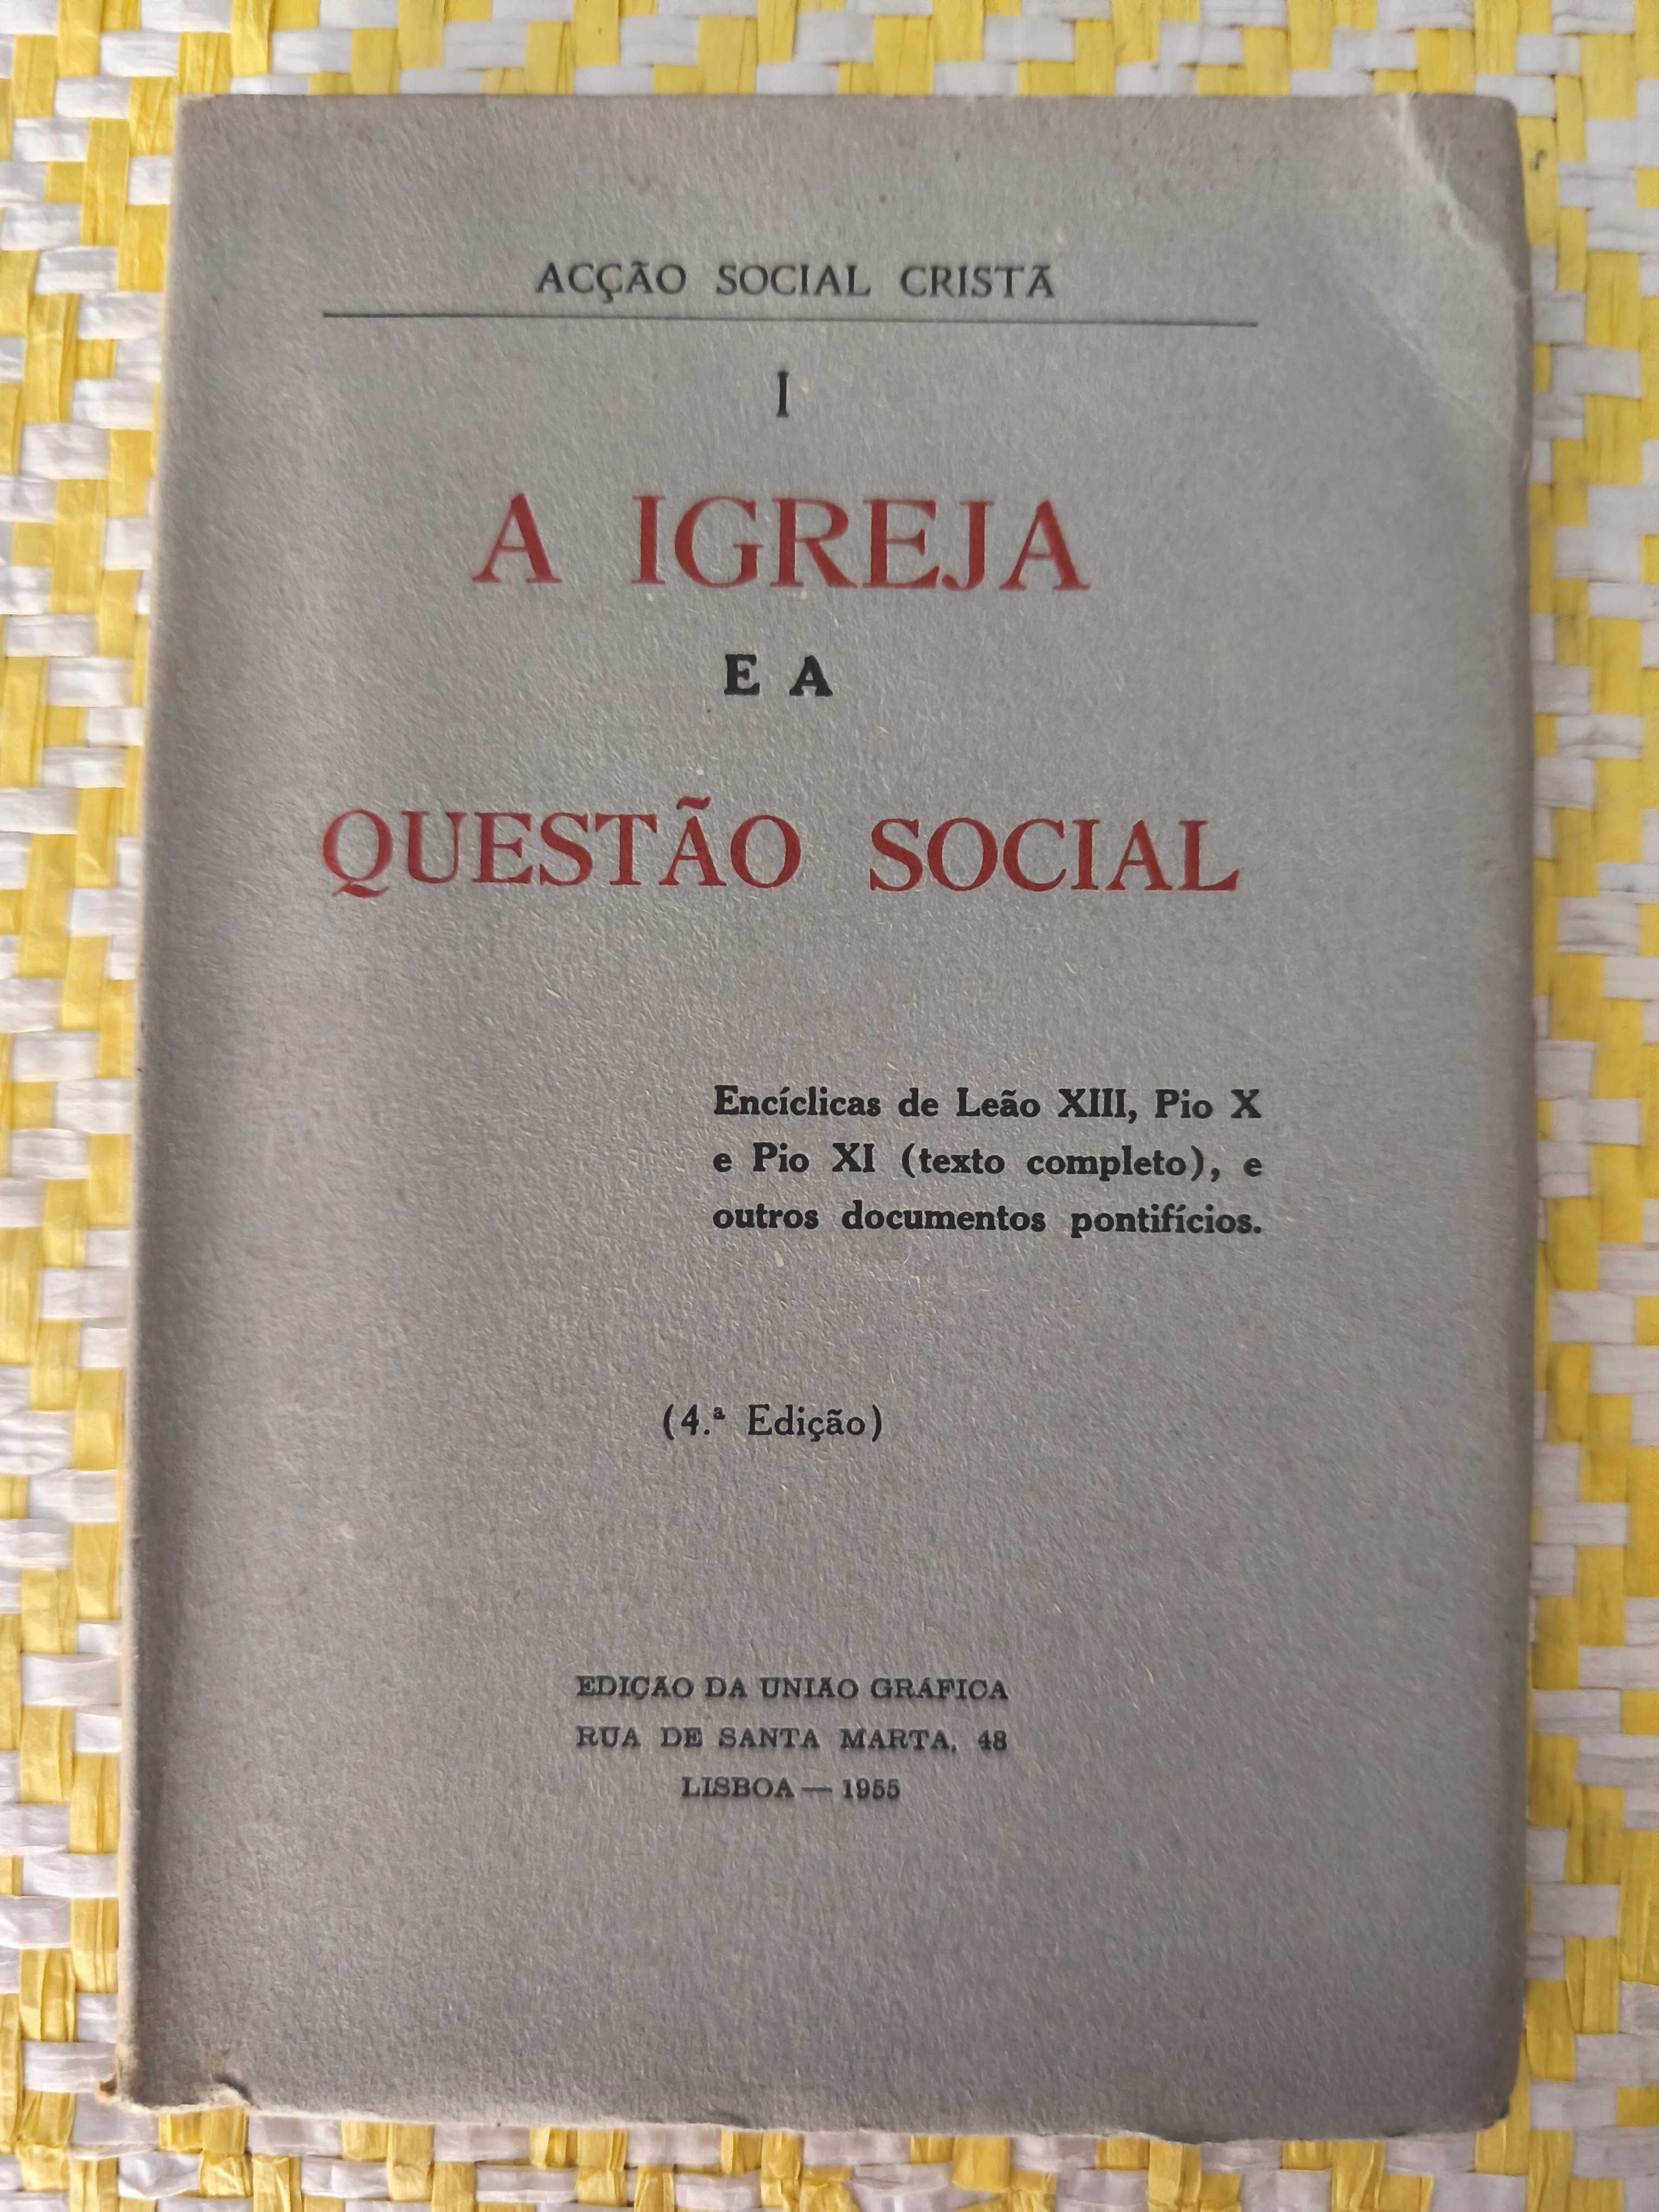 ACÇÃO SOCIAL CRISTÃ
I
A IGREJA
E A
QUESTÃO SOCIAL
Encíclicas de Leão XIII, Pio X
e Pio XI (texto completo), e
outros documentos pontifícios.
(4.ª Edição)
EDIÇÃO DA UNIÃO GRÁFICA
RUA DE SANTA MARTA, 48
LISBOA — 1955